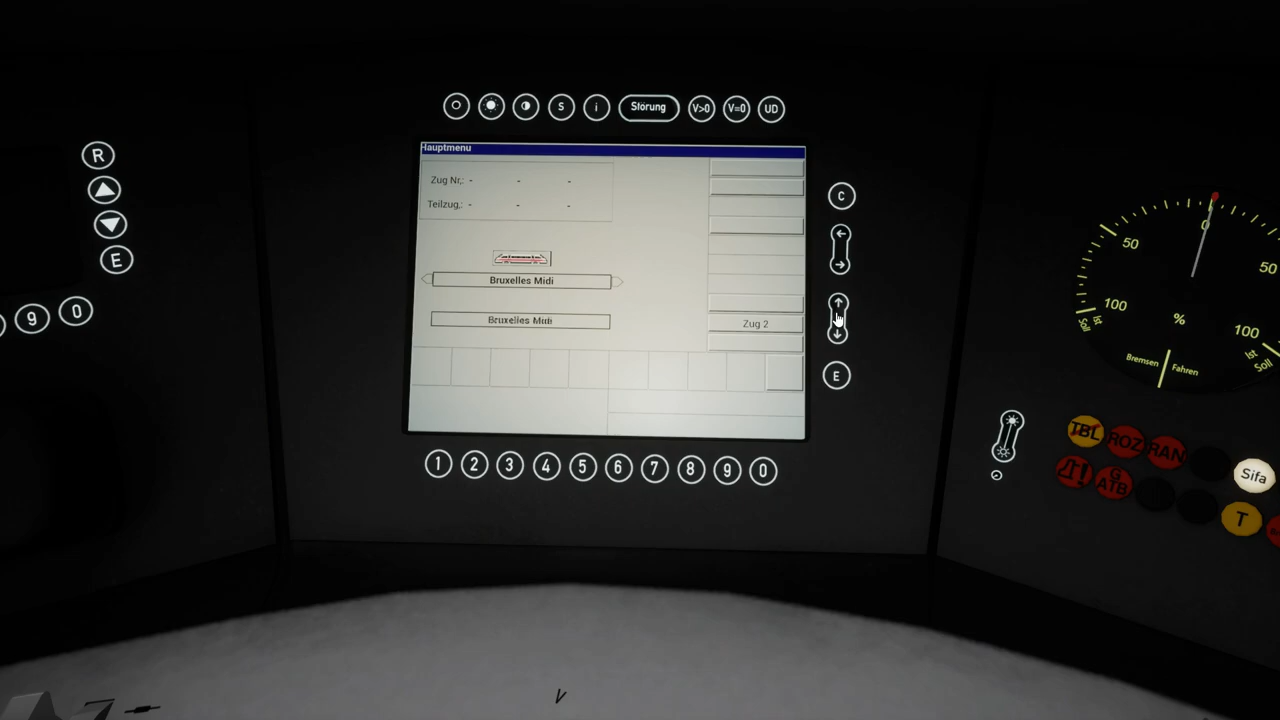 S i Störung V>0 V=0 UD
Hauptmenu
Zug Nr.: - - -
Teilzug.: - - -
Bruxelles Midi
Bruxelles Midi
Zug 2
C
E
1 2 3 4 5 6 7 8 9 0
R
E
9 0
50 0 50
100 % 100
Soll Ist
Ist Soll
Bremsen Fahren
TBL ROZ RAN
Sifa
G ATB
T
V